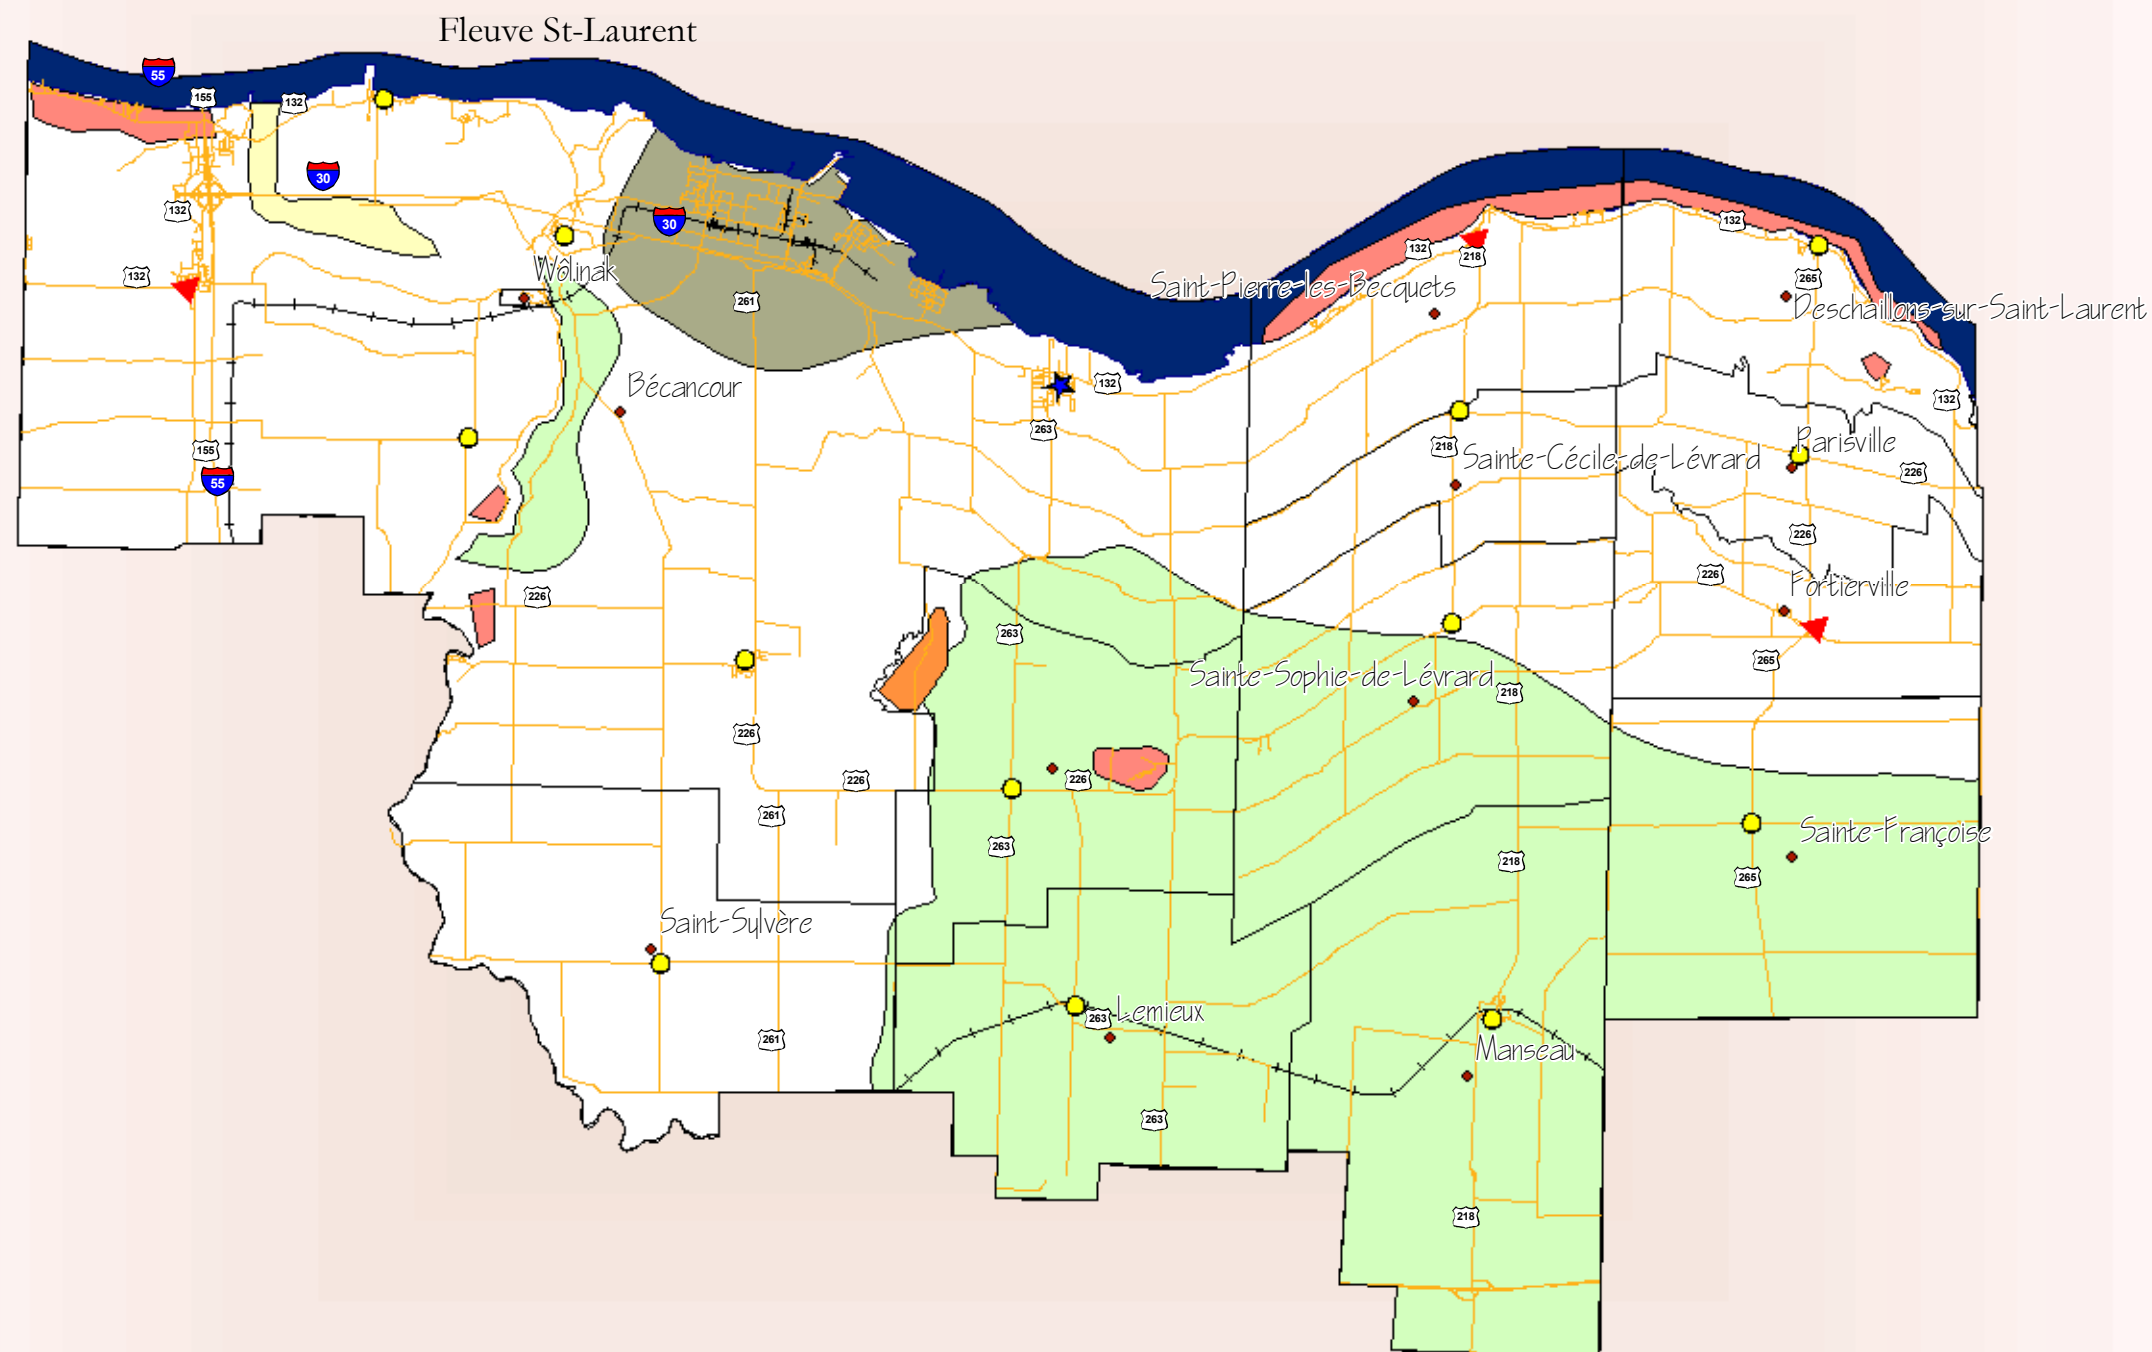 Fleuve St-Laurent
55
155
132
30
132
30
132
218
132
132
Wôlinak
Saint-Pierre-les-Becquets
265
Deschaillons-sur-Saint-Laurent
261
Bécancour
132
132
263
155
218
Sainte-Cécile-de-Lévrard
Parisville
226
55
226
226
Fortierville
226
263
265
Sainte-Sophie-de-Lévrard
218
226
226
226
261
263
218
Sainte-Françoise
265
Saint-Sylvère
263
Lemieux
261
Manseau
263
218